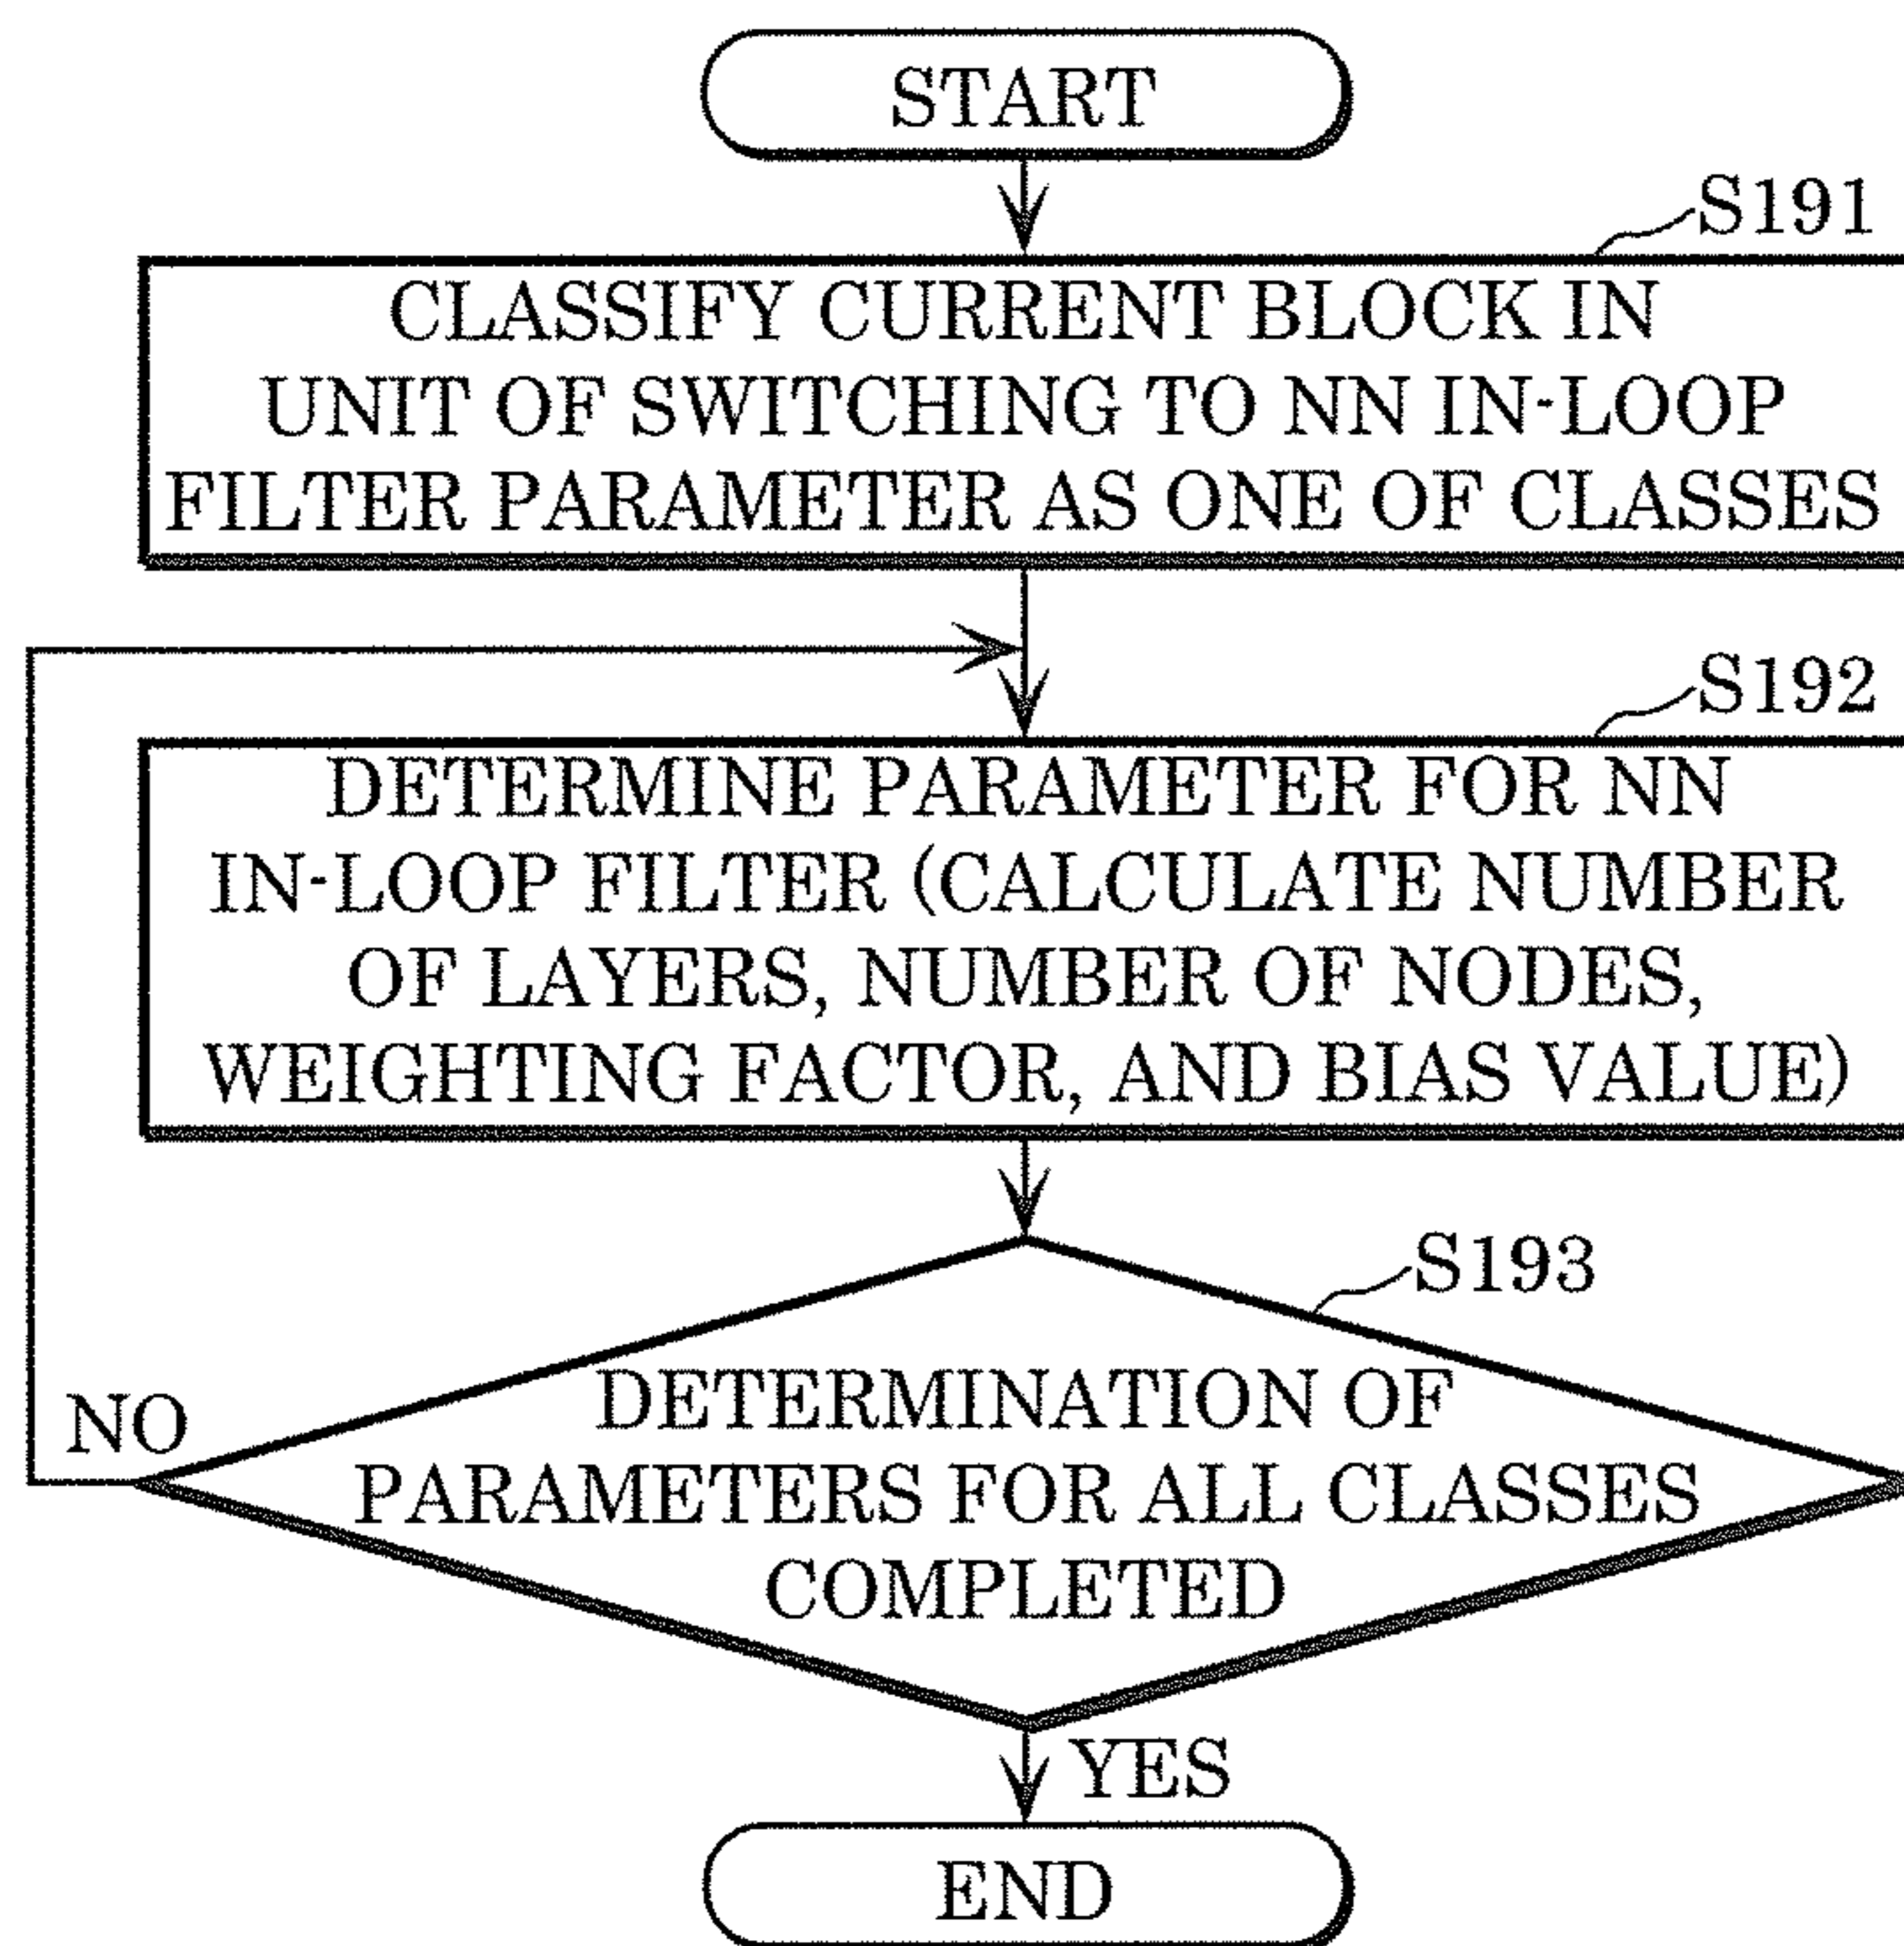 START
S191
CLASSIFY CURRENT BLOCK IN
UNIT OF SWITCHING TO NN IN-LOOP
FILTER PARAMETER AS ONE OF CLASSES
S192
DETERMINE PARAMETER FOR NN
IN-LOOP FILTER (CALCULATE NUMBER
OF LAYERS, NUMBER OF NODES,
WEIGHTING FACTOR, AND BIAS VALUE)
S193
DETERMINATION OF
PARAMETERS FOR ALL CLASSES
COMPLETED
NO
YES
END